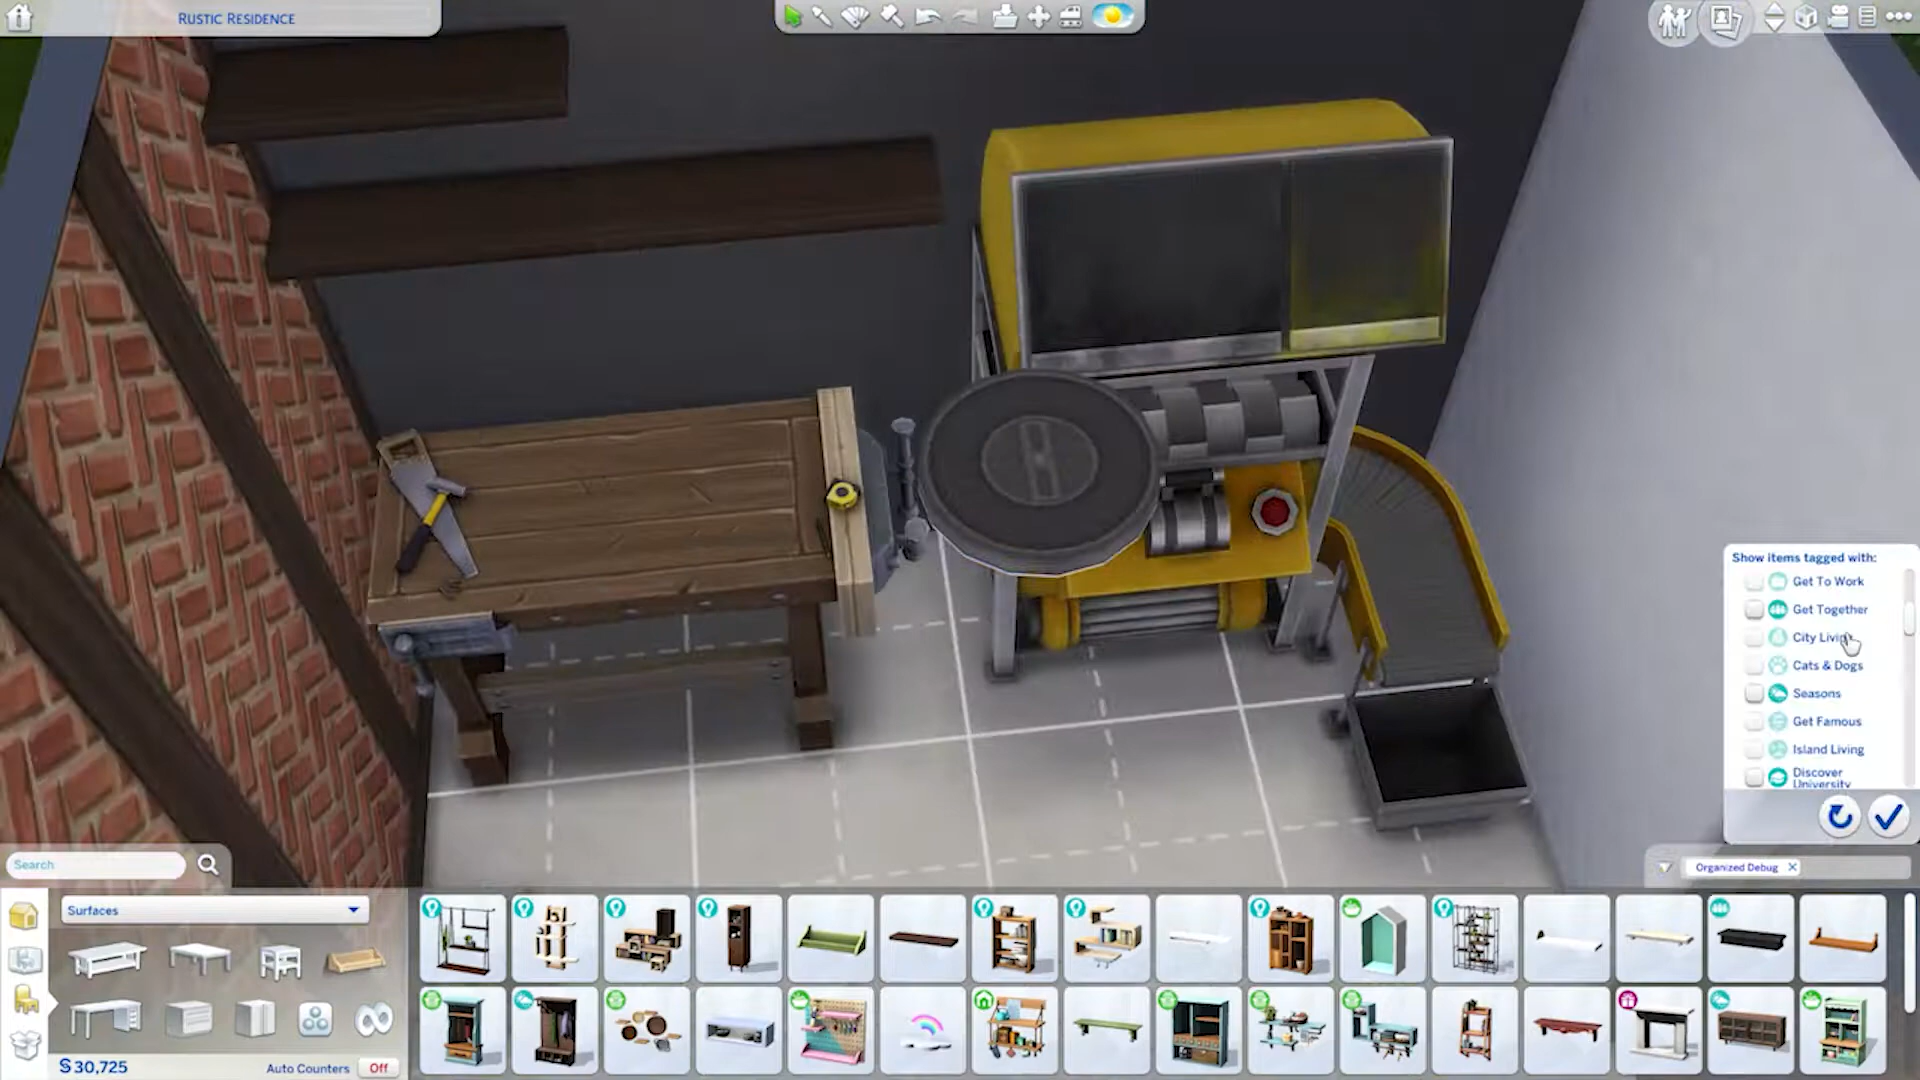 RUSTIC RESIDENCE
Show items tagged with:
Get To Work
Get Together
City Livin
Cats & Dogs
Seasons
Get Famous
Island Living
Discover
University
Organized Debug
Search
Surfaces
§30,725
Auto Counters
Off